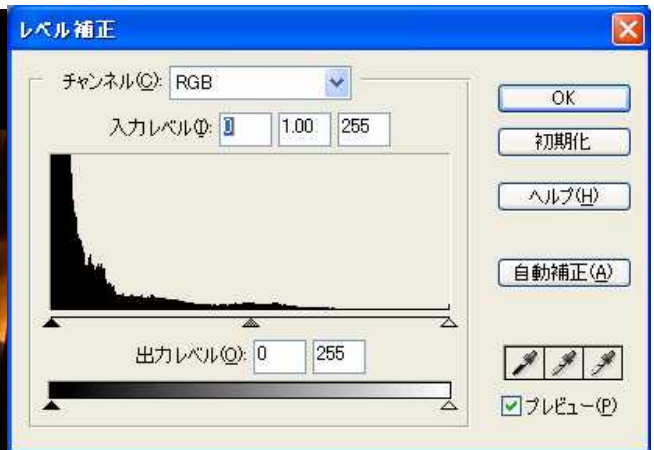 レベル補正
チャンネル(C): RGB
入力レベル(I): 0 1.00 255
出力レベル(O): 0 255
OK
初期化
ヘルプ(H)
自動補正(A)
プレビュー(P)